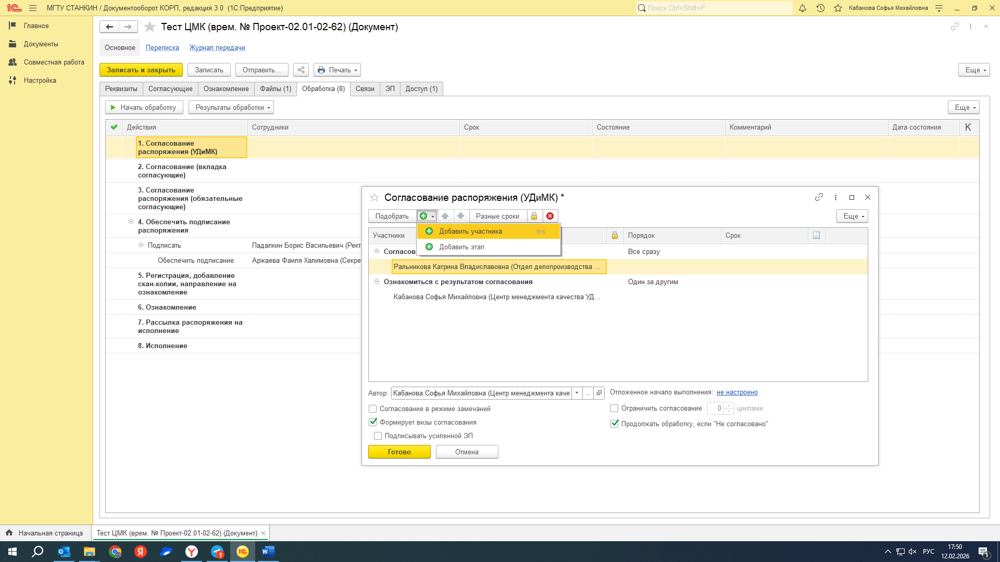 МГТУ СТАНКИН / Документооборот КОРП, редакция 3.0 (1С:Предприятие)
Поиск Ctrl+Shift+F
Кабанова Софья Михайловна
Главное
Документы
Совместная работа
Настройка
Тест ЦМК (врем. № Проект-02.01-02-62) (Документ)
Основное
Переписка
Журнал передачи
Записать и закрыть
Записать
Отправить...
Печать
Еще
Реквизиты
Согласующие
Ознакомление
Файлы (1)
Обработка (8)
Связи
ЭП
Доступ (1)
Начать обработку
Результаты обработки
Еще
Действия
Сотрудники
Срок
Состояние
Комментарий
Дата состояния
К
1. Согласование
распоряжения (УДиМК)
2. Согласование (вкладка
согласующие)
3. Согласование
распоряжения (обязательные
согласующие)
4. Обеспечить подписание
распоряжения
Подписать
Падалкин Борис Васильевич (Рект
Обеспечить подписание
Аржаева Фаиля Халимовна (Секрет
5. Регистрация, добавление
скан-копии, направление на
ознакомление
6. Ознакомление
7. Рассылка распоряжения на
исполнение
8. Исполнение
Согласование распоряжения (УДиМК) *
Подобрать
Разные сроки
Еще
Добавить участника
Ins
Добавить этап
Участники
Порядок
Срок
Согласова
Все сразу
Ральникова Катрина Владиславовна (Отдел делопроизводства ...
Ознакомиться с результатом согласования
Один за другим
Кабанова Софья Михайловна (Центр менеджмента качества УД...
Автор:
Кабанова Софья Михайловна (Центр менеджмента каче
...
Отложенное начало выполнения: не настроено
Согласование в режиме замечаний
Ограничить согласование
0
циклами
Формирует визы согласования
Продолжать обработку, если "Не согласовано"
Подписывать усиленной ЭП
Готово
Отмена
Начальная страница
Тест ЦМК (врем. № Проект-02.01-02-62) (Документ)
РУС
17:50
12.02.2026
1
1